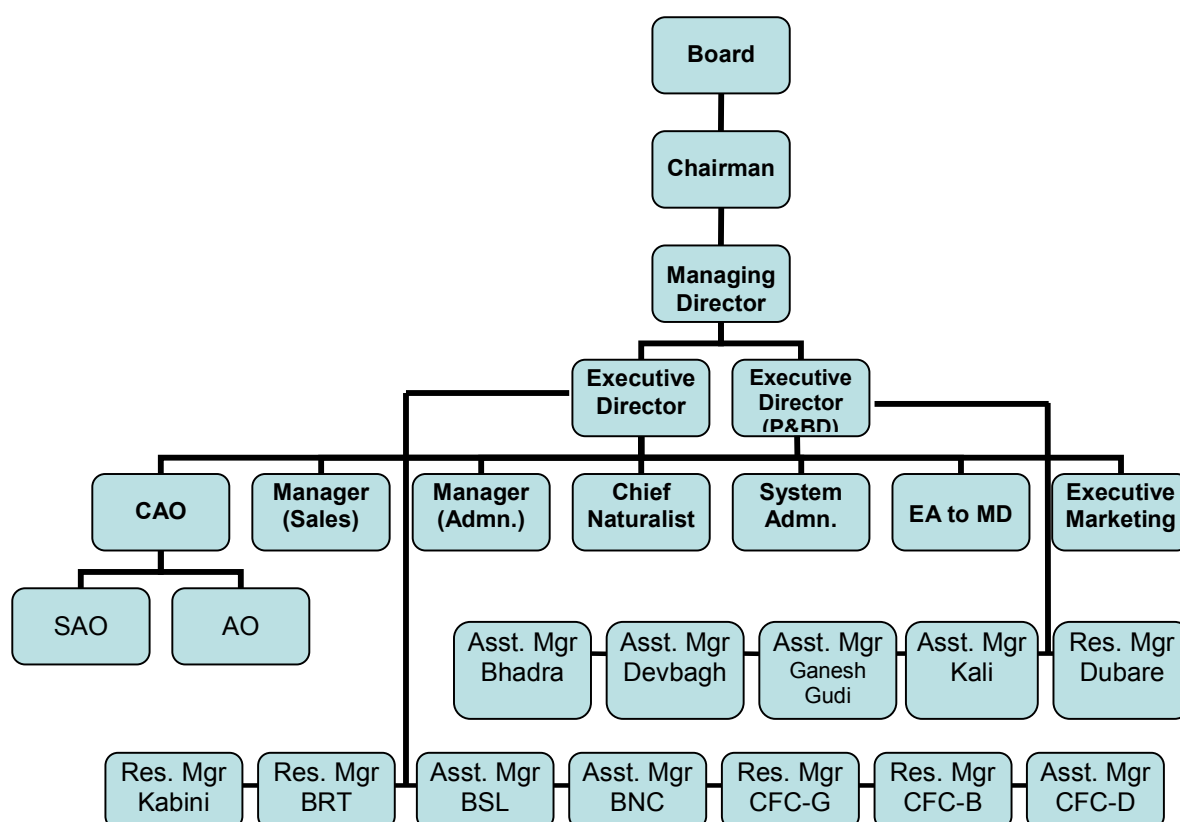 Board
Chairman
Managing
Director
Executive
Director
Executive
Director
(P&BD)
CAO
Manager
(Sales)
Manager
(Admn.)
Chief
Naturalist
System
Admn.
EA to MD
Executive
Marketing
SAO
AO
Asst. Mgr
Bhadra
Asst. Mgr
Devbagh
Asst. Mgr
Ganesh
Gudi
Asst. Mgr
Kali
Res. Mgr
Dubare
Res. Mgr
Kabini
Res. Mgr
BRT
Asst. Mgr
BSL
Asst. Mgr
BNC
Res. Mgr
CFC-G
Res. Mgr
CFC-B
Asst. Mgr
CFC-D